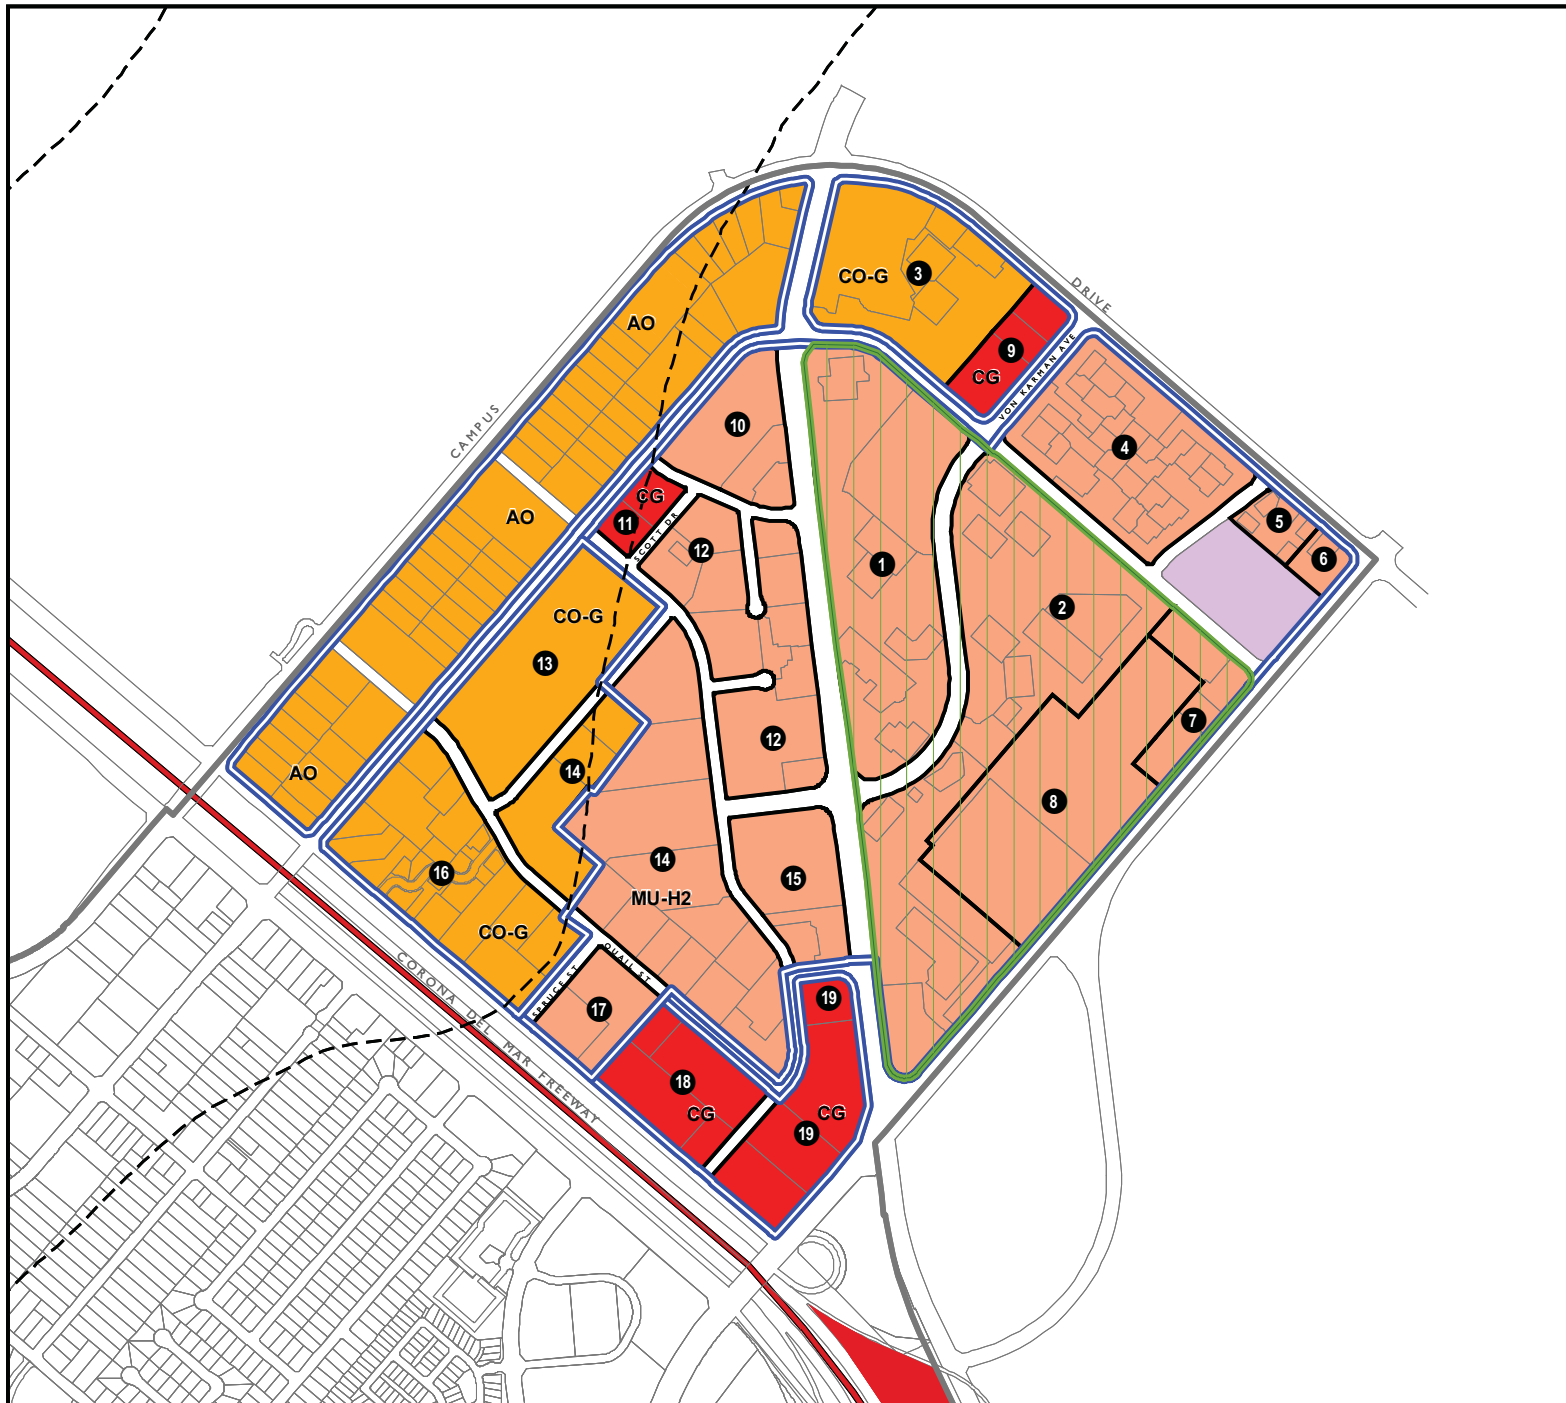 CO-G
3
DRIVE
AO
9
CG
VON KARMAN AVE
CAMPUS
10
4
CG
11
SCOTT DR
AO
5
6
12
1
CO-G
2
13
7
12
14
AO
8
14
MU-H2
15
16
CO-G
QUAIL ST
SPRUCE ST
17
19
CORONA DEL MAR FREEWAY
18
CG
CG
19